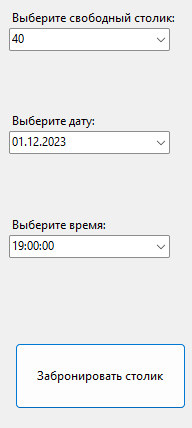 Выберите свободный столик:
40
Выберите дату:
01.12.2023
Выберите время:
19:00:00
Забронировать столик